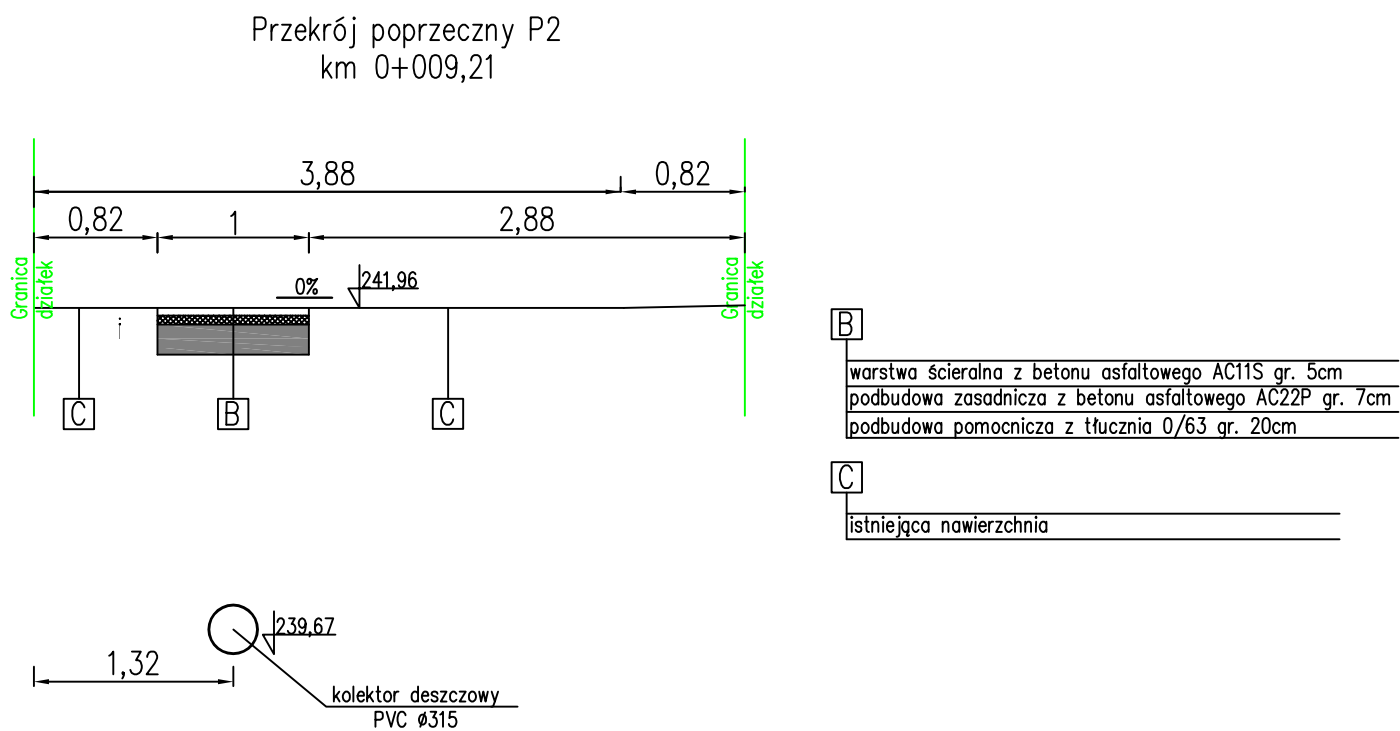 Przekrój poprzeczny P2
km 0+009,21
3,88
0,82
0,82
1
2,88
Granica
działek
0%
241,96
Granica
działek
C
B
C
B
warstwa ścieralna z betonu asfaltowego AC11S gr. 5cm
podbudowa zasadnicza z betonu asfaltowego AC22P gr. 7cm
podbudowa pomocnicza z tłucznia 0/63 gr. 20cm
C
istniejąca nawierzchnia
239,67
1,32
kolektor deszczowy
PVC ø315